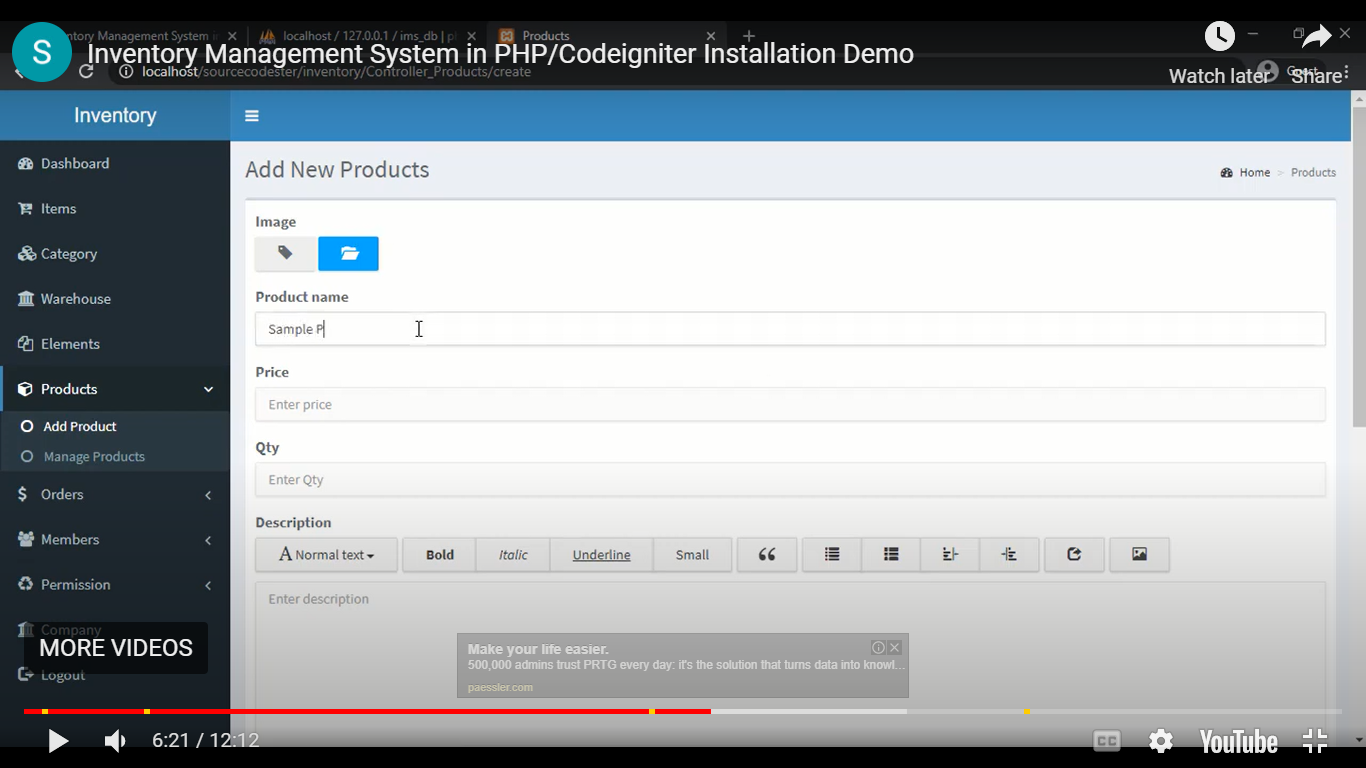 Inventory Management System in
localhost / 127.0.0.1 / ims_db | p
Products
S
Inventory Management System in PHP/Codeigniter Installation Demo
localhost/sourcecodester/inventory/Controller_Products/create
Watch later
Share
Inventory
Dashboard
Items
Category
Warehouse
Elements
Products
Add Product
Manage Products
Orders
Members
Permission
Company
MORE VIDEOS
Logout
Add New Products
Home > Products
Image
Product name
Sample P
Price
Enter price
Qty
Enter Qty
Description
Normal text
Bold
Italic
Underline
Small
Enter description
Make your life easier.
500,000 admins trust PRTG every day: it's the solution that turns data into knowl...
paessler.com
6:21 / 12:12
CC
YouTube